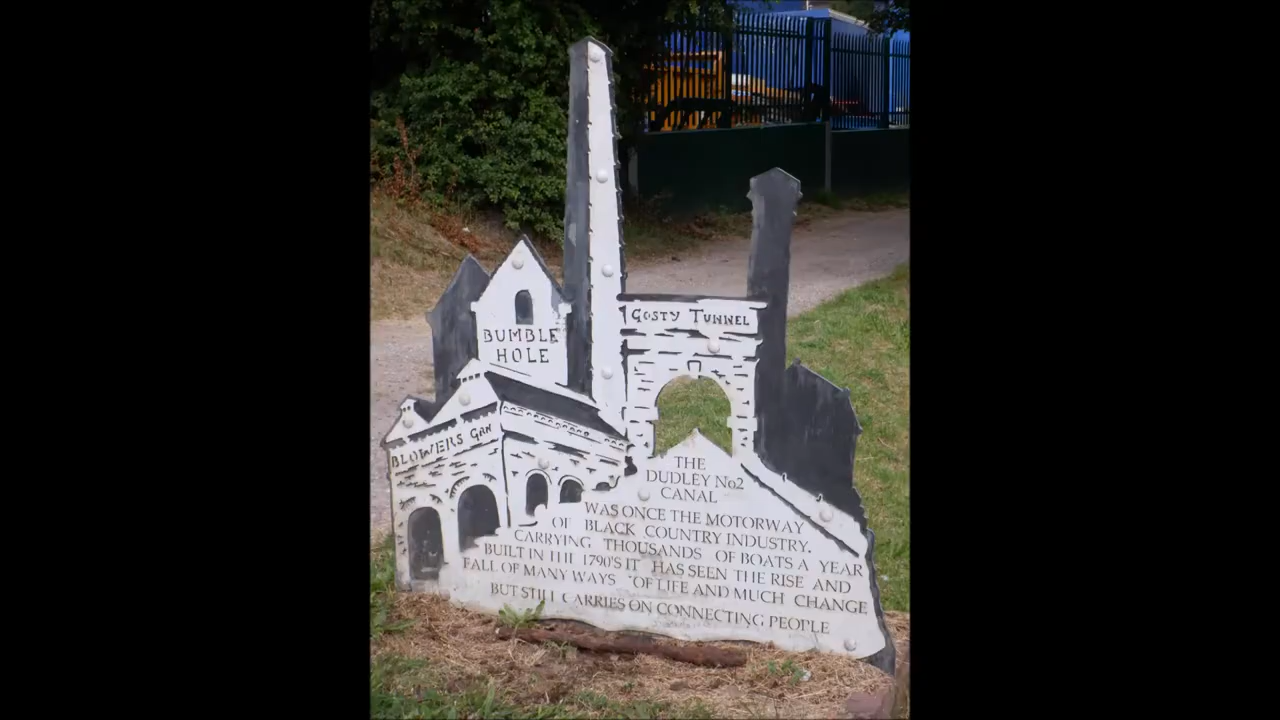 BUMBLE
HOLE
GOSTY TUNNEL
BLOWERS GRN
THE
DUDLEY No2
CANAL
WAS ONCE THE MOTORWAY
OF BLACK COUNTRY INDUSTRY.
CARRYING THOUSANDS OF BOATS A YEAR
BUILT IN THE 1790'S IT HAS SEEN THE RISE AND
FALL OF MANY WAYS OF LIFE AND MUCH CHANGE
BUT STILL CARRIES ON CONNECTING PEOPLE